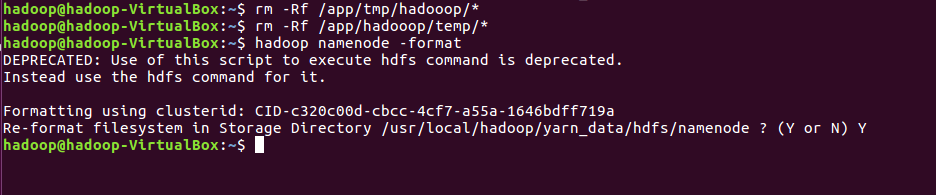 hadoop@hadoop-VirtualBox:~$ rm -Rf /app/tmp/hadooop/*
hadoop@hadoop-VirtualBox:~$ rm -Rf /app/hadooop/temp/*
hadoop@hadoop-VirtualBox:~$ hadoop namenode -format
DEPRECATED: Use of this script to execute hdfs command is deprecated.
Instead use the hdfs command for it.
Formatting using clusterid: CID-c320c00d-cbcc-4cf7-a55a-1646bdff719a
Re-format filesystem in Storage Directory /usr/local/hadoop/yarn_data/hdfs/namenode ? (Y or N) Y
hadoop@hadoop-VirtualBox:~$